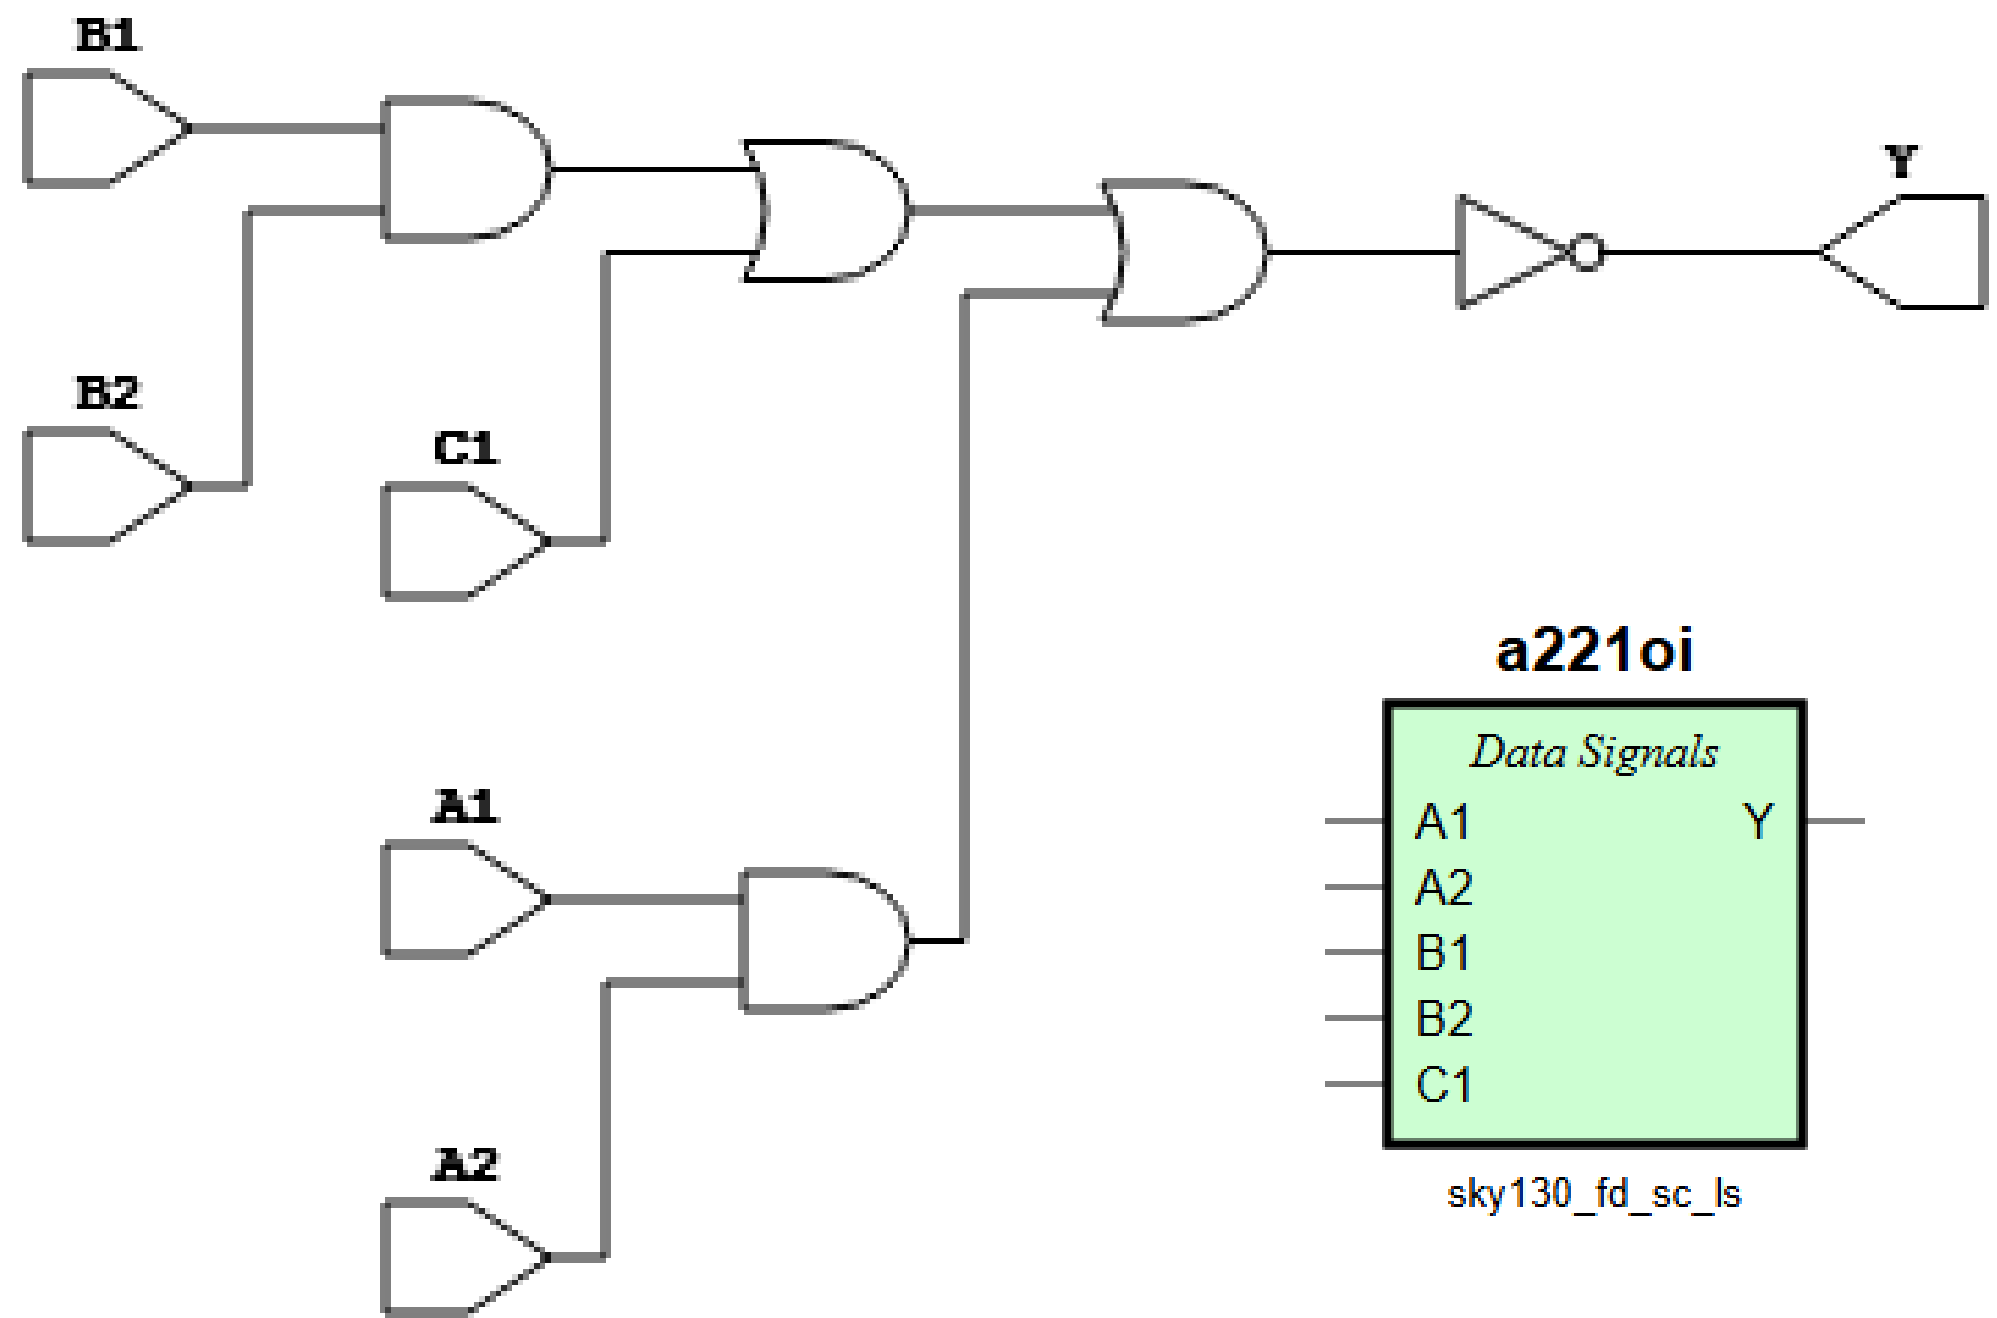 B1
Y
B2
C1
a221oi
Data Signals
A1
A1 Y
A2
B1
B2
C1
A2
sky130_fd_sc_ls